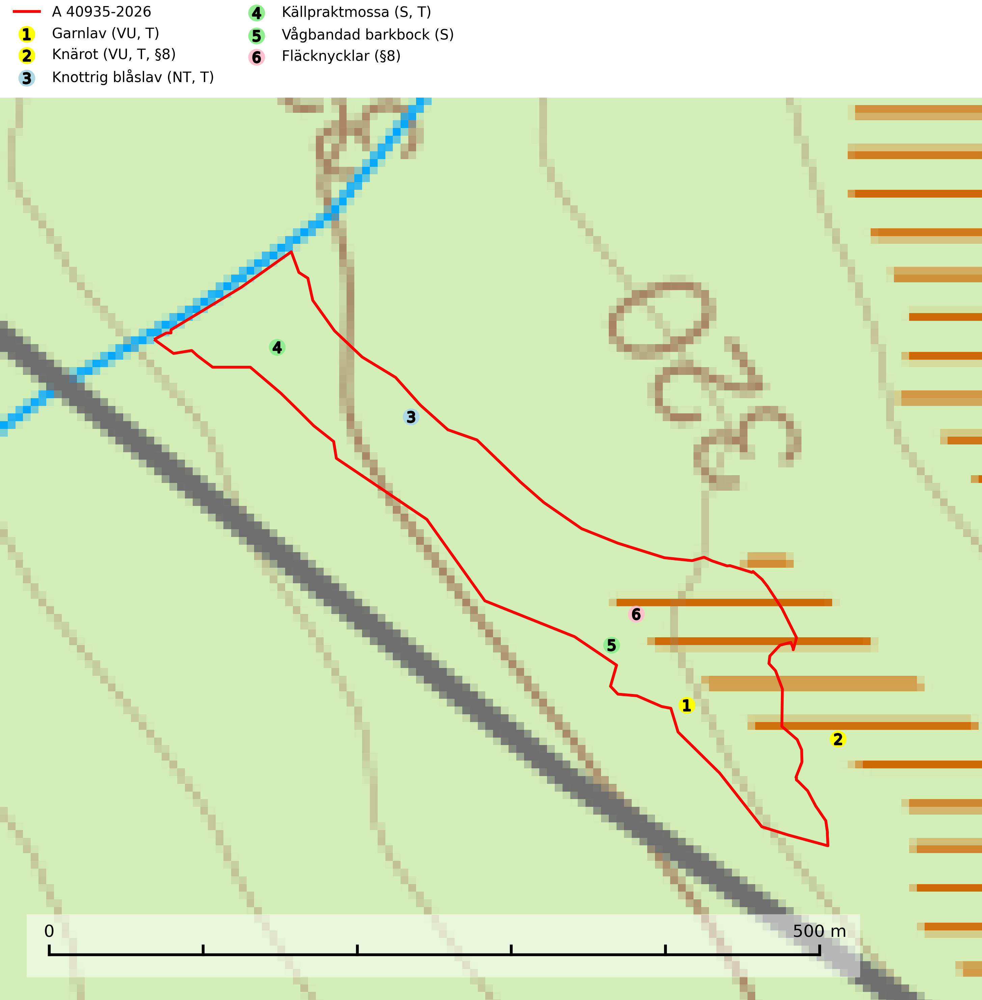 A 40935-2026
1 Garnlav (VU, T)
2 Knärot (VU, T, §8)
3 Knottrig blåslav (NT, T)
4 Källpraktmossa (S, T)
5 Vågbandad barkbock (S)
6 Fläcknycklar (§8)
4
3
6
5
1
2
0 500 m